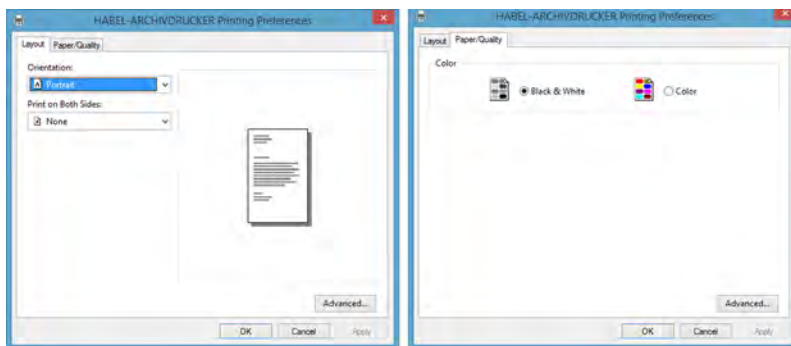 HABEL-ARCHIVDRUCKER Printing Preferences
Layout Paper/Quality
Orientation:
Portrait
Print on Both Sides:
None
Advanced...
OK Cancel Apply
HABEL-ARCHIVDRUCKER Printing Preferences
Layout Paper/Quality
Color
Black & White Color
Advanced...
OK Cancel Apply